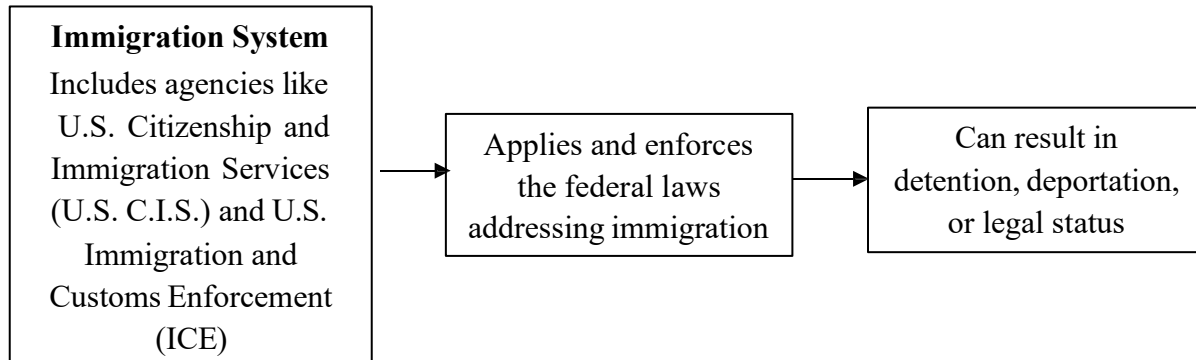 Immigration System
Includes agencies like
U.S. Citizenship and
Immigration Services
(U.S. C.I.S.) and U.S.
Immigration and
Customs Enforcement
(ICE)
Applies and enforces
the federal laws
addressing immigration
Can result in
detention, deportation,
or legal status